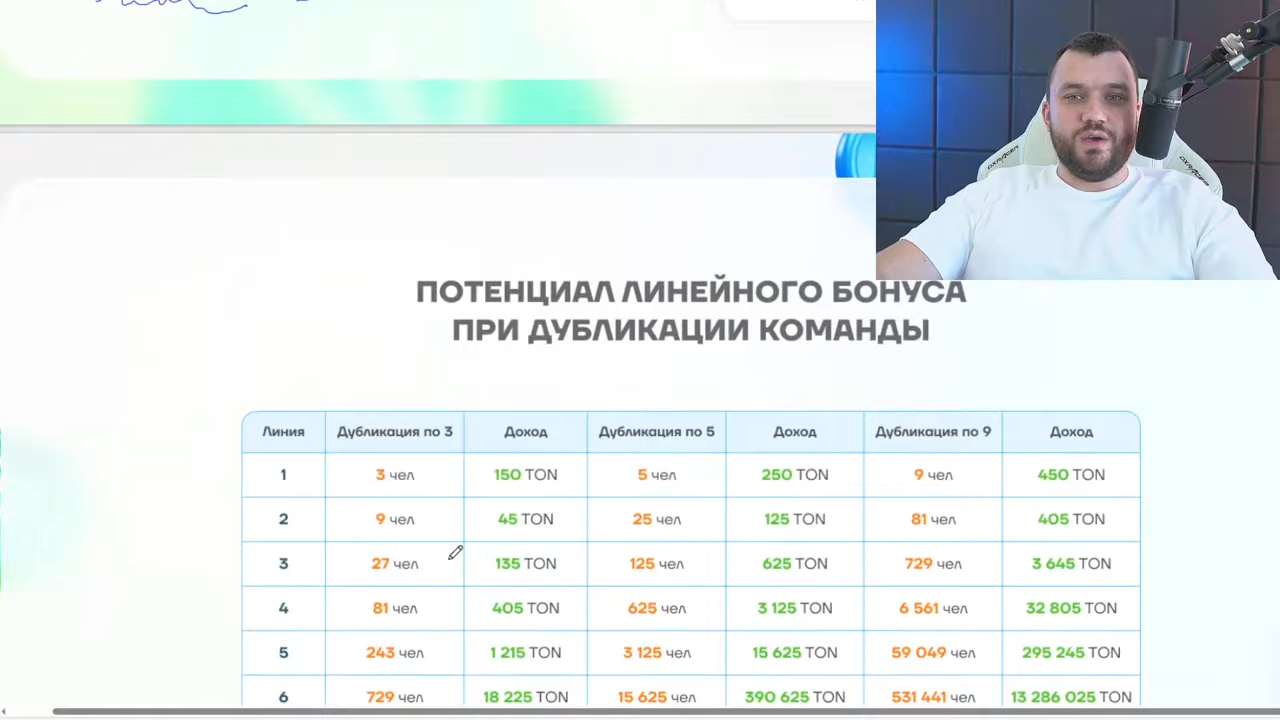 ПОТЕНЦИАЛ ЛИНЕЙНОГО БОНУСА
ПРИ ДУБЛИКАЦИИ КОМАНДЫ
Линия Дубликация по 3 Доход Дубликация по 5 Доход Дубликация по 9 Доход
1 3 чел 150 TON 5 чел 250 TON 9 чел 450 TON
2 9 чел 45 TON 25 чел 125 TON 81 чел 405 TON
3 27 чел 135 TON 125 чел 625 TON 729 чел 3 645 TON
4 81 чел 405 TON 625 чел 3 125 TON 6 561 чел 32 805 TON
5 243 чел 1 215 TON 3 125 чел 15 625 TON 59 049 чел 295 245 TON
6 729 чел 18 225 TON 15 625 чел 390 625 TON 531 441 чел 13 286 025 TON